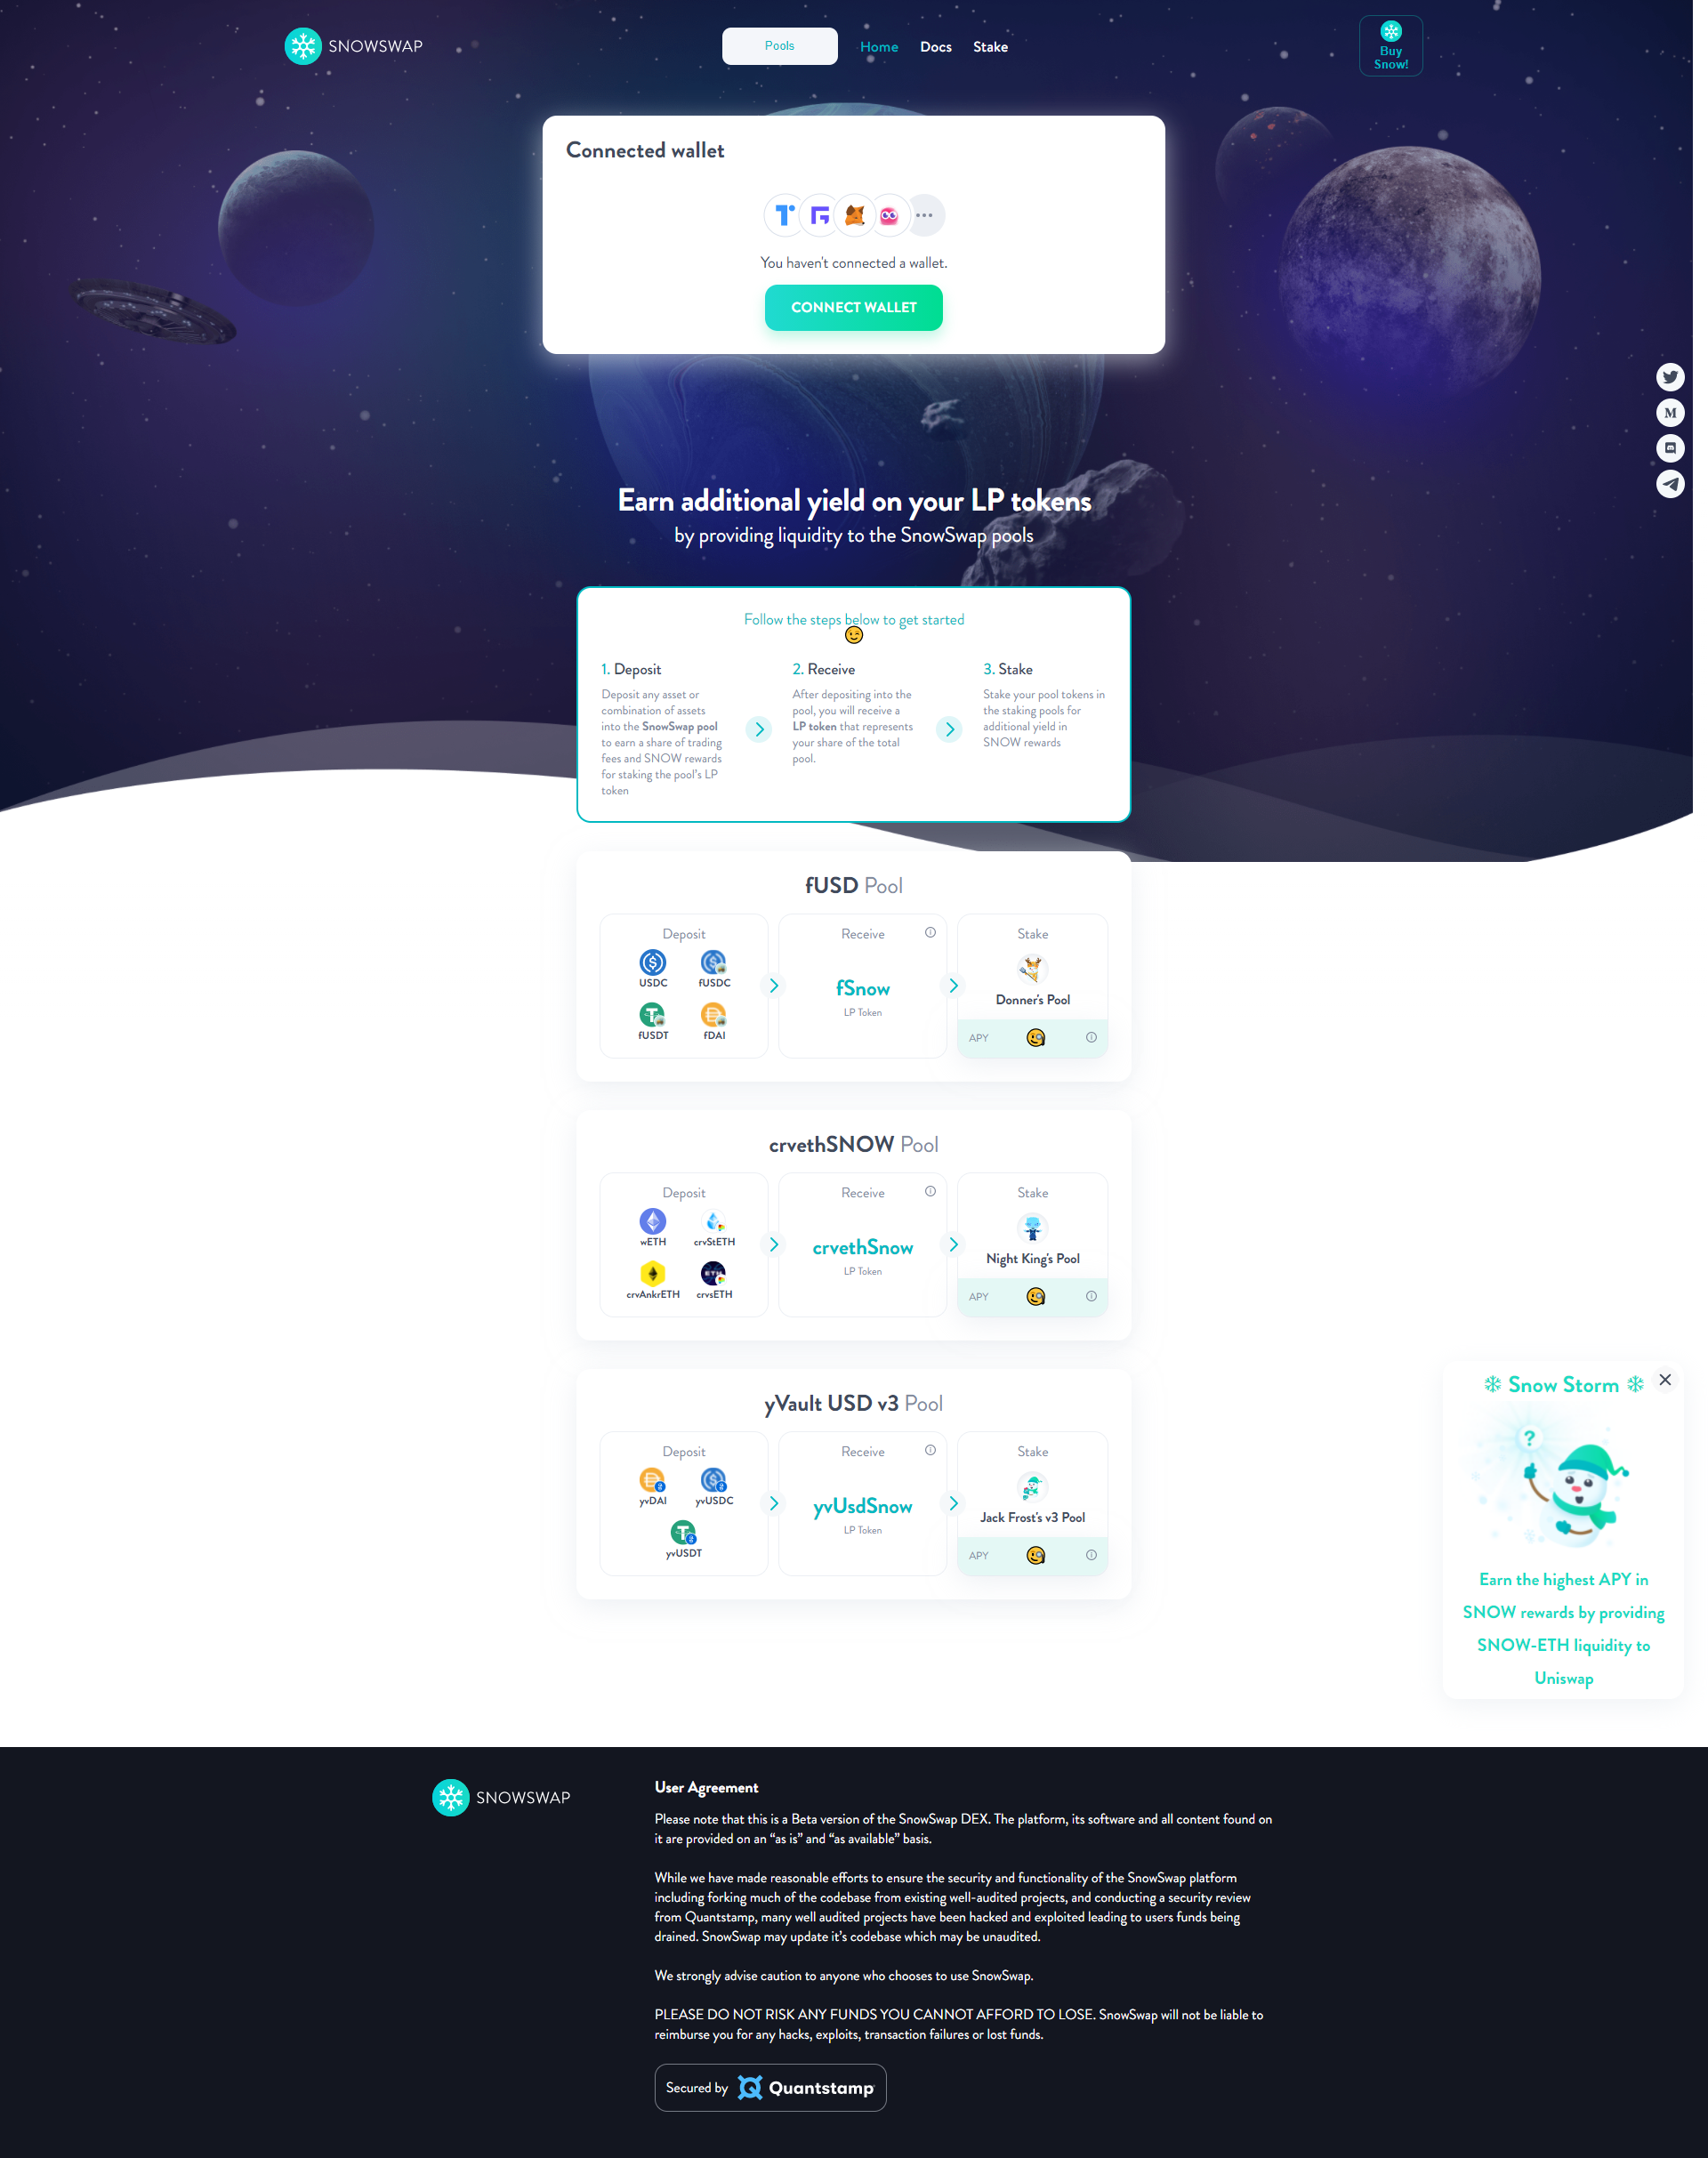 SNOWSWAP
Pools
Home
Docs
Stake
Buy
Snow!
Connected wallet
You haven't connected a wallet.
CONNECT WALLET
Earn additional yield on your LP tokens
by providing liquidity to the SnowSwap pools
Follow the steps below to get started
1. Deposit
Deposit any asset or
combination of assets
into the SnowSwap pool
to earn a share of trading
fees and SNOW rewards
for staking the pool's LP
token
2. Receive
After depositing into the
pool, you will receive a
LP token that represents
your share of the total
pool.
3. Stake
Stake your pool tokens in
the staking pools for
additional yield in
SNOW rewards
fUSD Pool
Deposit
USDC
fUSDC
fUSDT
fDAI
Receive
fSnow
LP Token
Stake
Donner's Pool
APY
crvethSNOW Pool
Deposit
wETH
crvStETH
crvAnkrETH
crvsETH
Receive
crvethSnow
LP Token
Stake
Night King's Pool
APY
yVault USD v3 Pool
Deposit
yvDAI
yvUSDC
yvUSDT
Receive
yvUsdSnow
LP Token
Stake
Jack Frost's v3 Pool
APY
Snow Storm
?
Earn the highest APY in
SNOW rewards by providing
SNOW-ETH liquidity to
Uniswap
SNOWSWAP
User Agreement
Please note that this is a Beta version of the SnowSwap DEX. The platform, its software and all content found on
it are provided on an “as is” and “as available” basis.
While we have made reasonable efforts to ensure the security and functionality of the SnowSwap platform
including forking much of the codebase from existing well-audited projects, and conducting a security review
from Quantstamp, many well audited projects have been hacked and exploited leading to users funds being
drained. SnowSwap may update it's codebase which may be unaudited.
We strongly advise caution to anyone who chooses to use SnowSwap.
PLEASE DO NOT RISK ANY FUNDS YOU CANNOT AFFORD TO LOSE. SnowSwap will not be liable to
reimburse you for any hacks, exploits, transaction failures or lost funds.
Secured by Quantstamp